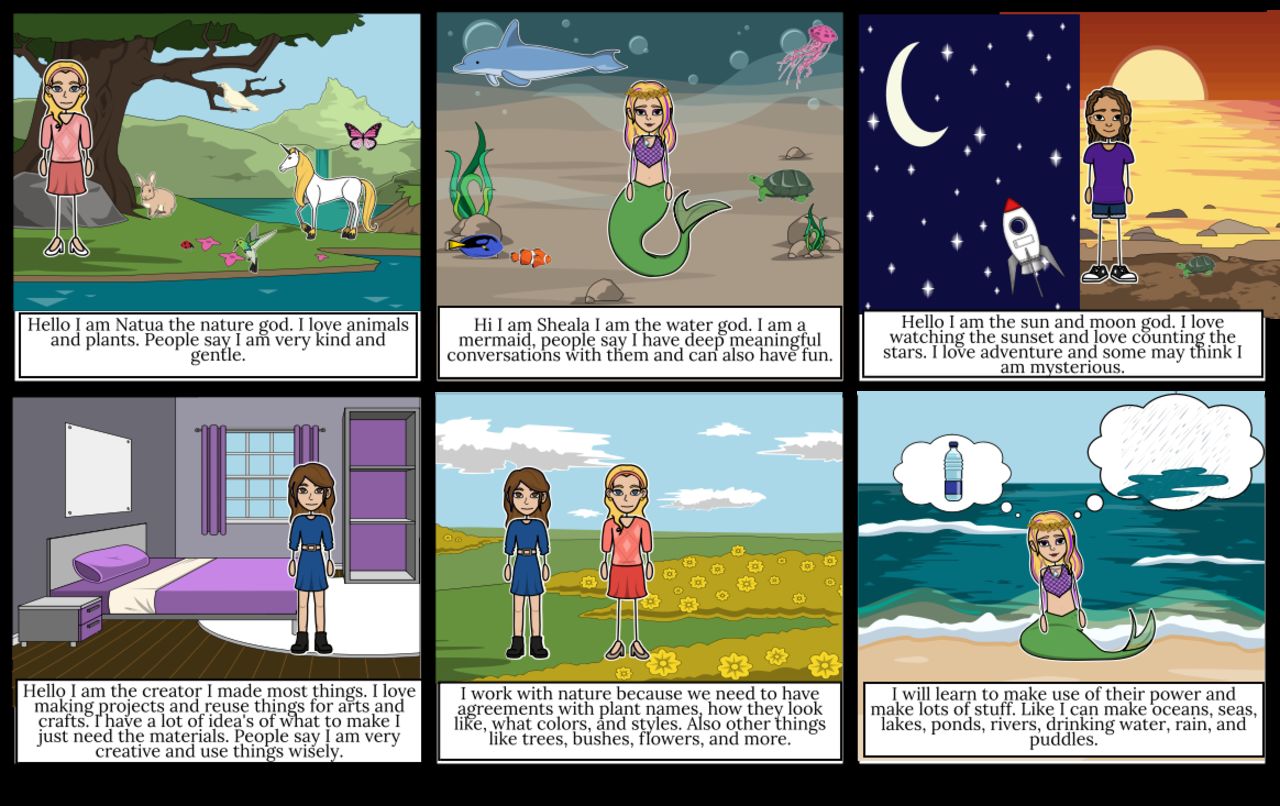 Hello I am Natua the nature god. I love animals
and plants. People say I am very kind and
gentle.
Hi I am Sheala I am the water god. I am a
mermaid, people say I have deep meaningful
conversations with them and can also have fun.
Hello I am the sun and moon god. I love
watching the sunset and love counting the
stars. I love adventure and some may think I
am mysterious.
Hello I am the creator I made most things. I love
making projects and reuse things for arts and
crafts. I have a lot of idea's of what to make I
just need the materials. People say I am very
creative and use things wisely.
I work with nature because we need to have
agreements with plant names, how they look
like, what colors, and styles. Also other things
like trees, bushes, flowers, and more.
I will learn to make use of their power and
make lots of stuff. Like I can make oceans, seas,
lakes, ponds, rivers, drinking water, rain, and
puddles.